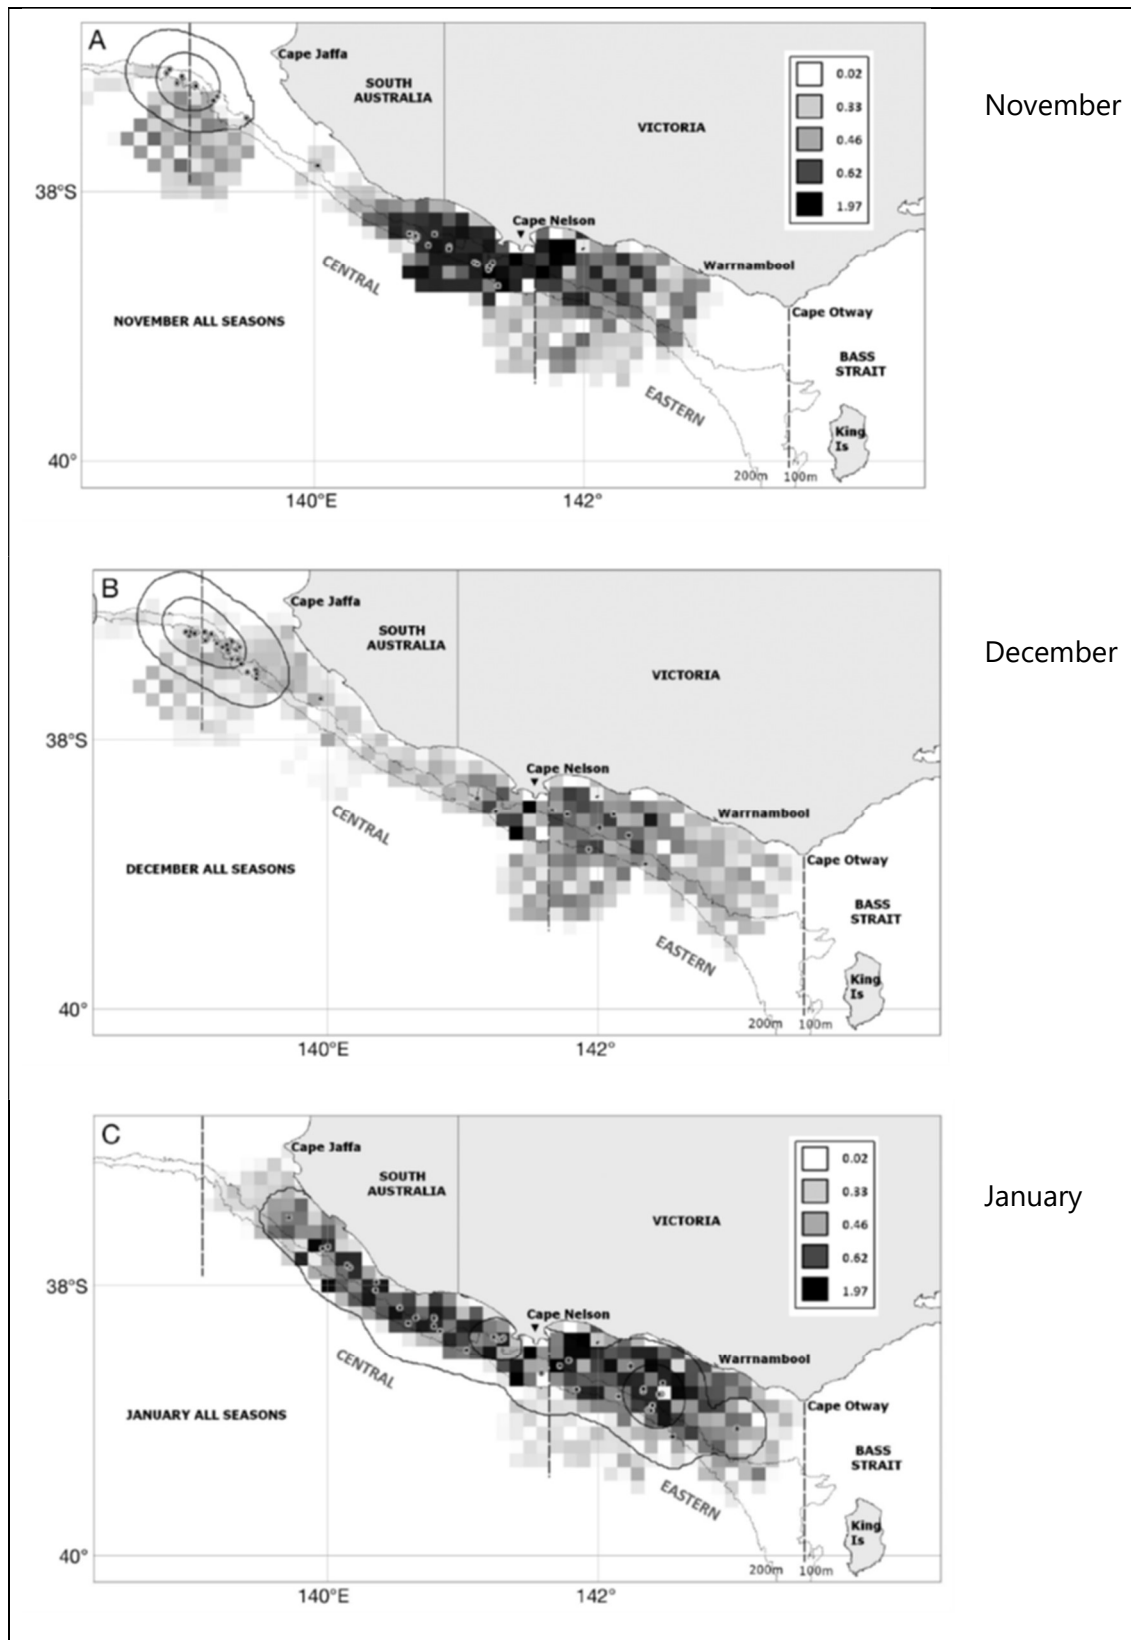 A
Cape Jaffa
SOUTH
AUSTRALIA
VICTORIA
0.02
0.33
0.46
0.62
1.97
November
38°S
Cape Nelson
Warrnambool
CENTRAL
Cape Otway
NOVEMBER ALL SEASONS
BASS
STRAIT
EASTERN
King
Is
40°
200m 100m
140°E
142°
B
Cape Jaffa
SOUTH
AUSTRALIA
VICTORIA
December
38°S
Cape Nelson
Warrnambool
CENTRAL
Cape Otway
DECEMBER ALL SEASONS
BASS
STRAIT
EASTERN
King
Is
40°
200m 100m
140°E
142°
C
Cape Jaffa
SOUTH
AUSTRALIA
VICTORIA
0.02
0.33
0.46
0.62
1.97
January
38°S
Cape Nelson
Warrnambool
CENTRAL
Cape Otway
JANUARY ALL SEASONS
BASS
STRAIT
EASTERN
King
Is
40°
200m 100m
140°E
142°